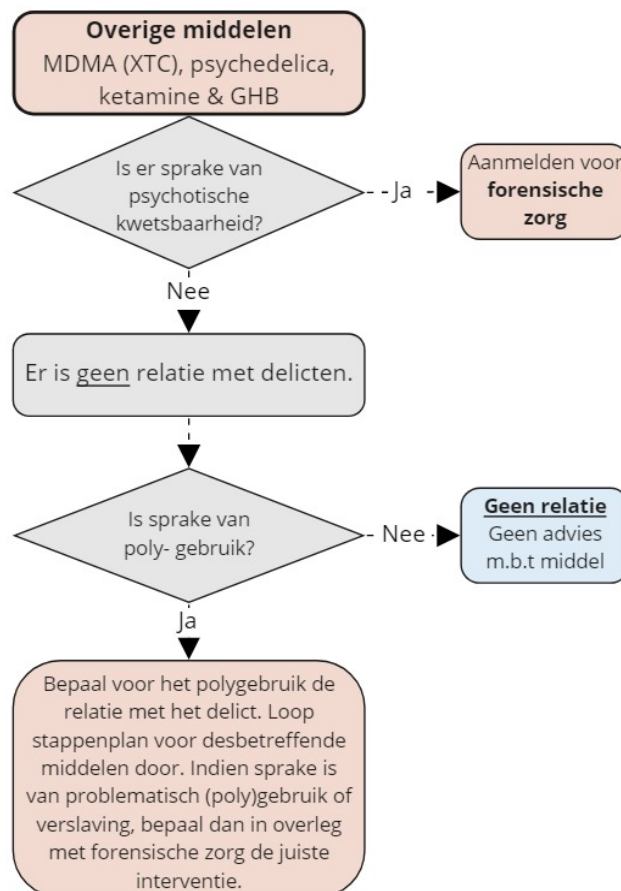 Overige middelen
MDMA (XTC), psychedelica,
ketamine & GHB
Is er sprake van
psychotische
kwetsbaarheid?
Ja
Aanmelden voor
forensische
zorg
Nee
Er is geen relatie met delicten.
Is sprake van
poly- gebruik?
Nee
Geen relatie
Geen advies
m.b.t middel
Ja
Bepaal voor het polygebruik de
relatie met het delict. Loop
stappenplan voor desbetreffende
middelen door. Indien sprake is
van problematisch (poly)gebruik of
verslaving, bepaal dan in overleg
met forensische zorg de juiste
interventie.